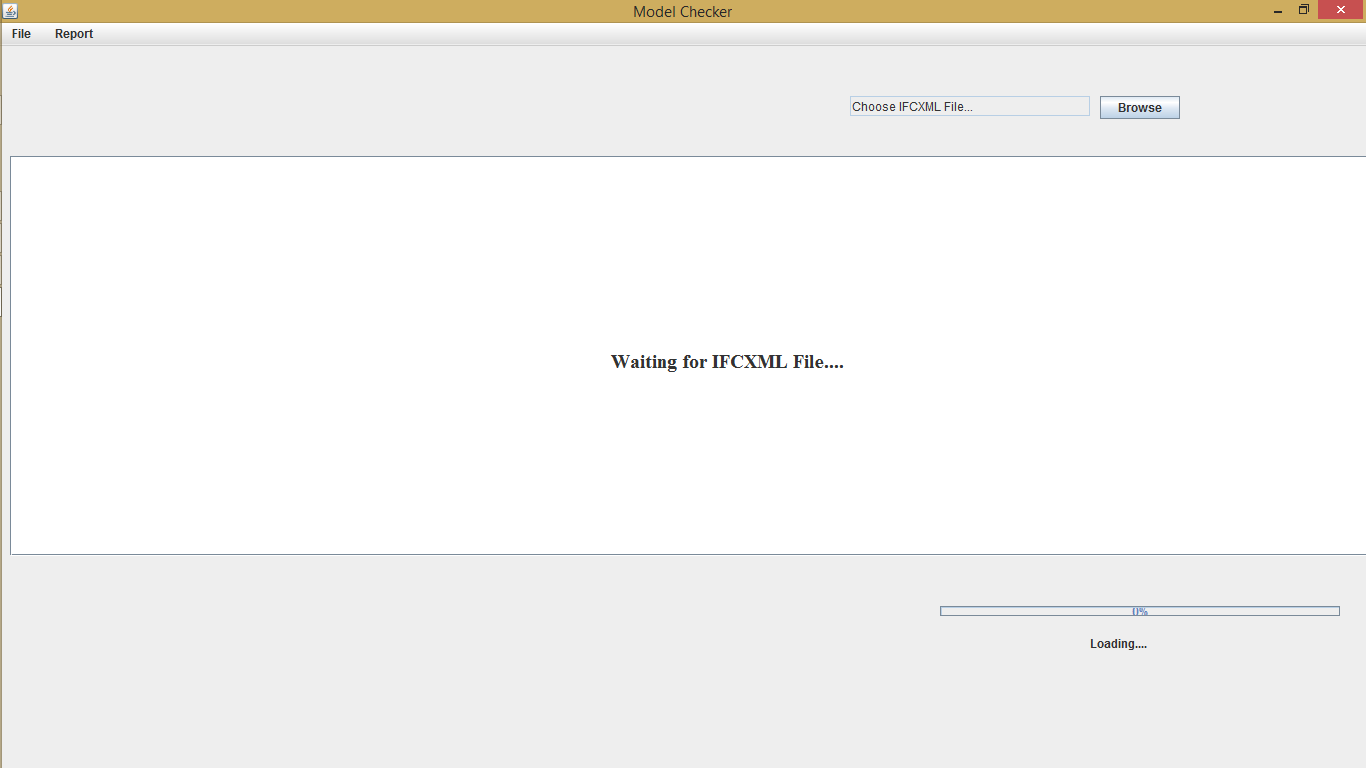 Model Checker
File Report
Choose IFCXML File...
Browse
Waiting for IFCXML File....
0%
Loading....